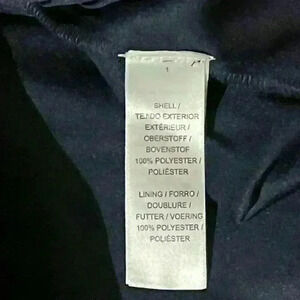 1
SHELL /
TEJIDO EXTERIOR
EXTÉRIEUR /
OBERSTOFF /
BOVENSTOF
100% POLYESTER /
POLIÉSTER
LINING / FORRO /
DOUBLURE /
FUTTER / VOERING
100% POLYESTER /
POLIÉSTER